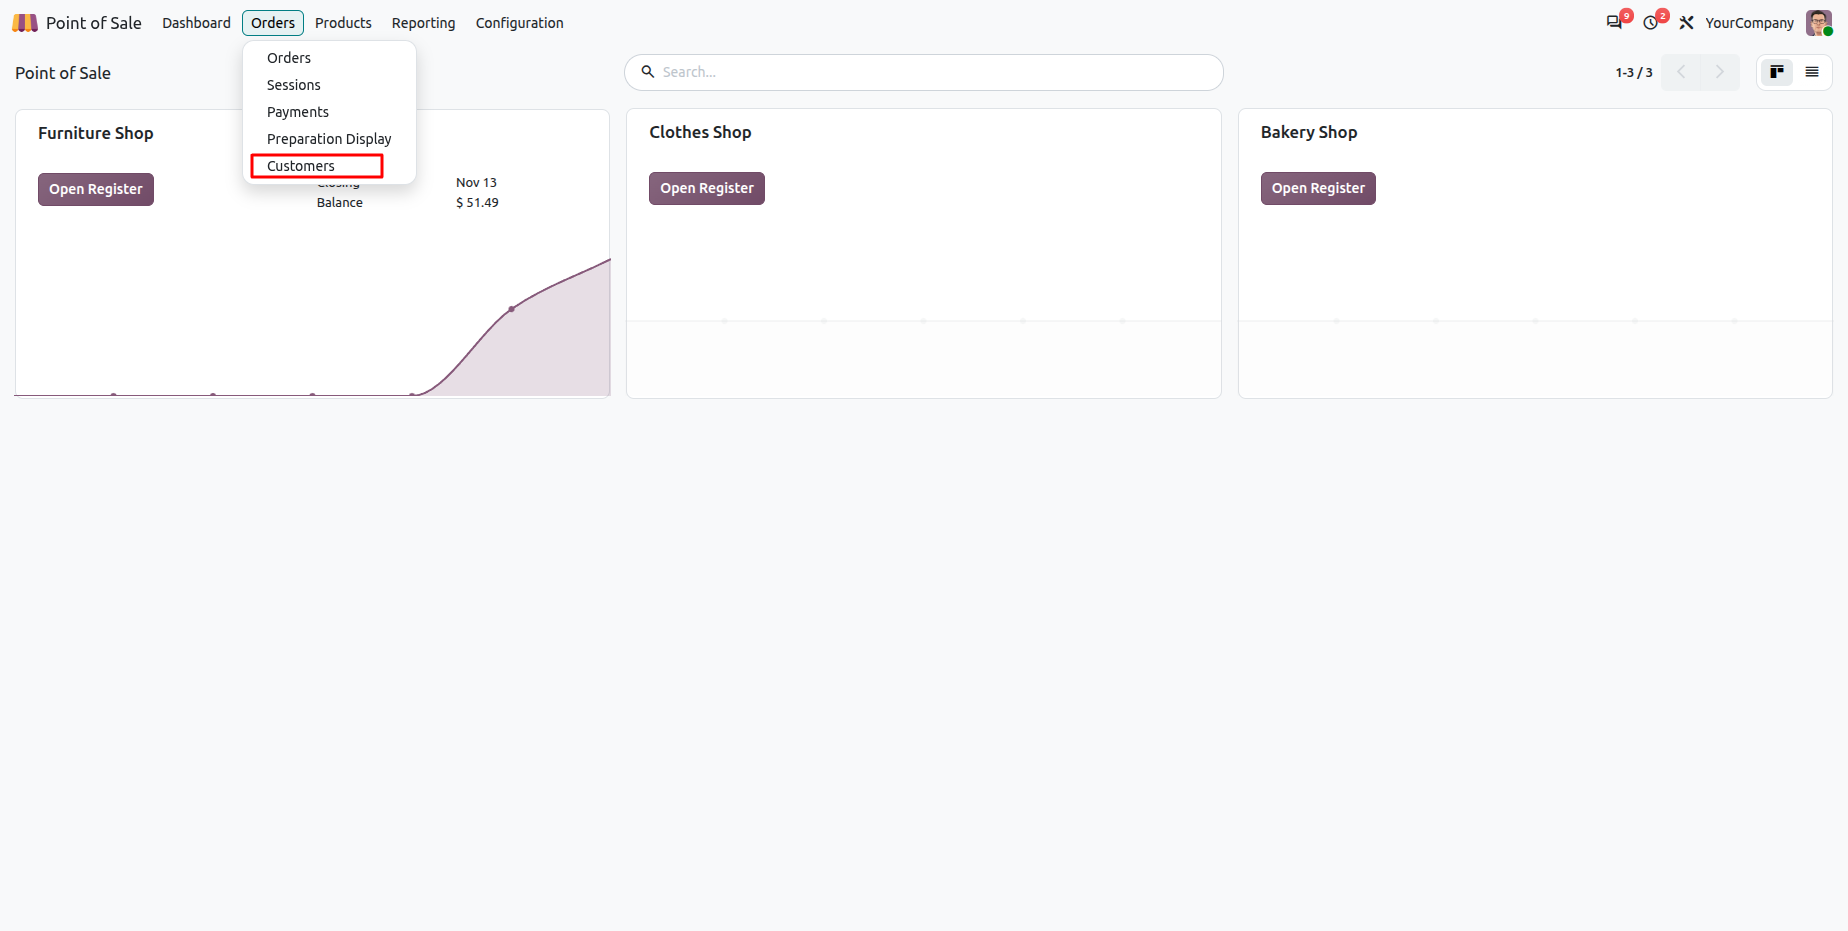 Point of Sale Dashboard Orders Products Reporting Configuration 9 2 YourCompany
Orders
Sessions
Payments
Preparation Display
Customers
Point of Sale
Search...
1-3 / 3
Furniture Shop
Open Register
Closing Nov 13
Balance $ 51.49
Clothes Shop
Open Register
Bakery Shop
Open Register